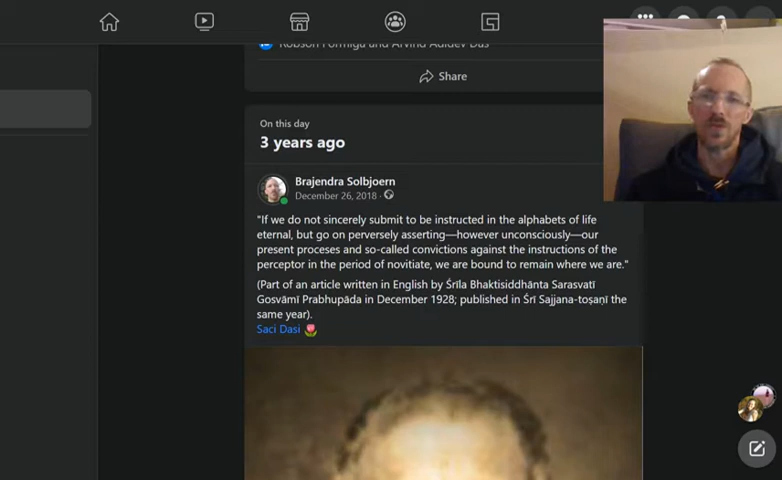 Robson Formiga and Arvind Adidev Das
Share
On this day
3 years ago
Brajendra Solbjoern
December 26, 2018 ·
"If we do not sincerely submit to be instructed in the alphabets of life
eternal, but go on perversely asserting—however unconsciously—our
present proceses and so-called convictions against the instructions of the
perceptor in the period of novitiate, we are bound to remain where we are."
(Part of an article written in English by Śrīla Bhaktisiddhānta Sarasvatī
Gosvāmī Prabhupāda in December 1928; published in Śrī Sajjana-toṣaṇī the
same year).
Saci Dasi